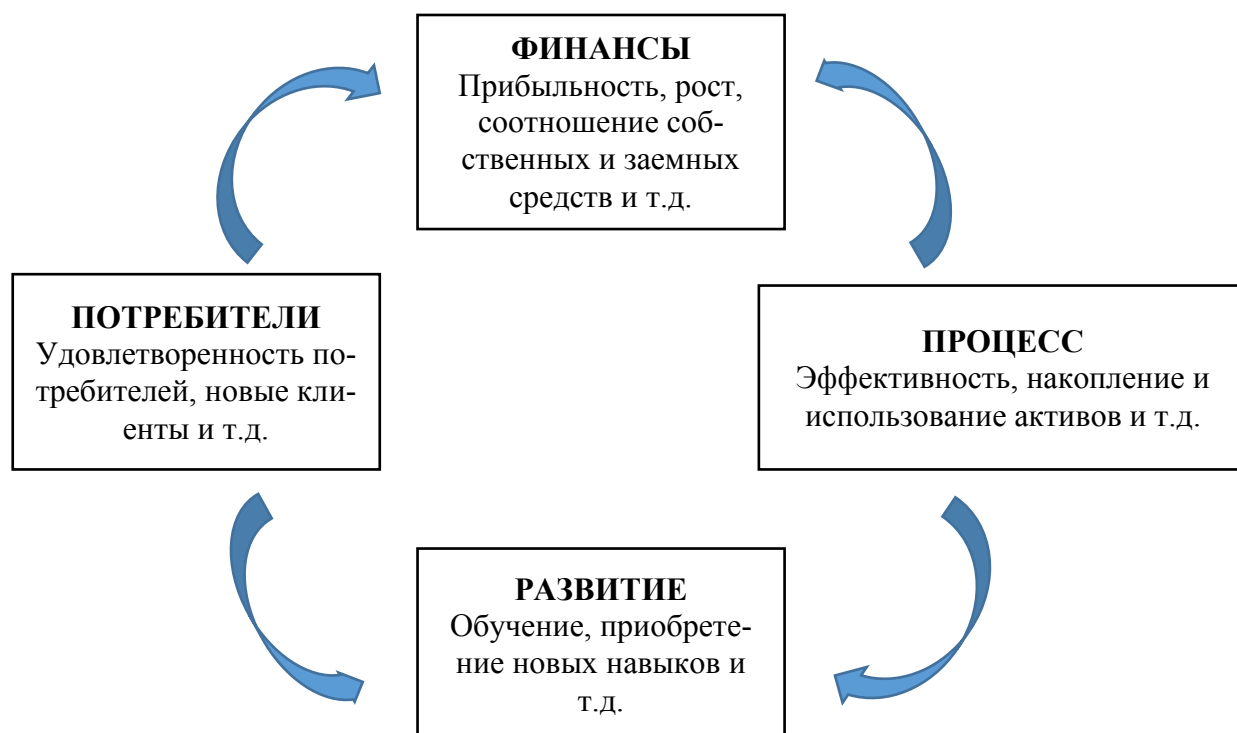 ФИНАНСЫ
Прибыльность, рост,
соотношение соб-
ственных и заемных
средств и т.д.
ПОТРЕБИТЕЛИ
Удовлетворенность по-
требителей, новые кли-
енты и т.д.
ПРОЦЕСС
Эффективность, накопление и
использование активов и т.д.
РАЗВИТИЕ
Обучение, приобрете-
ние новых навыков и
т.д.